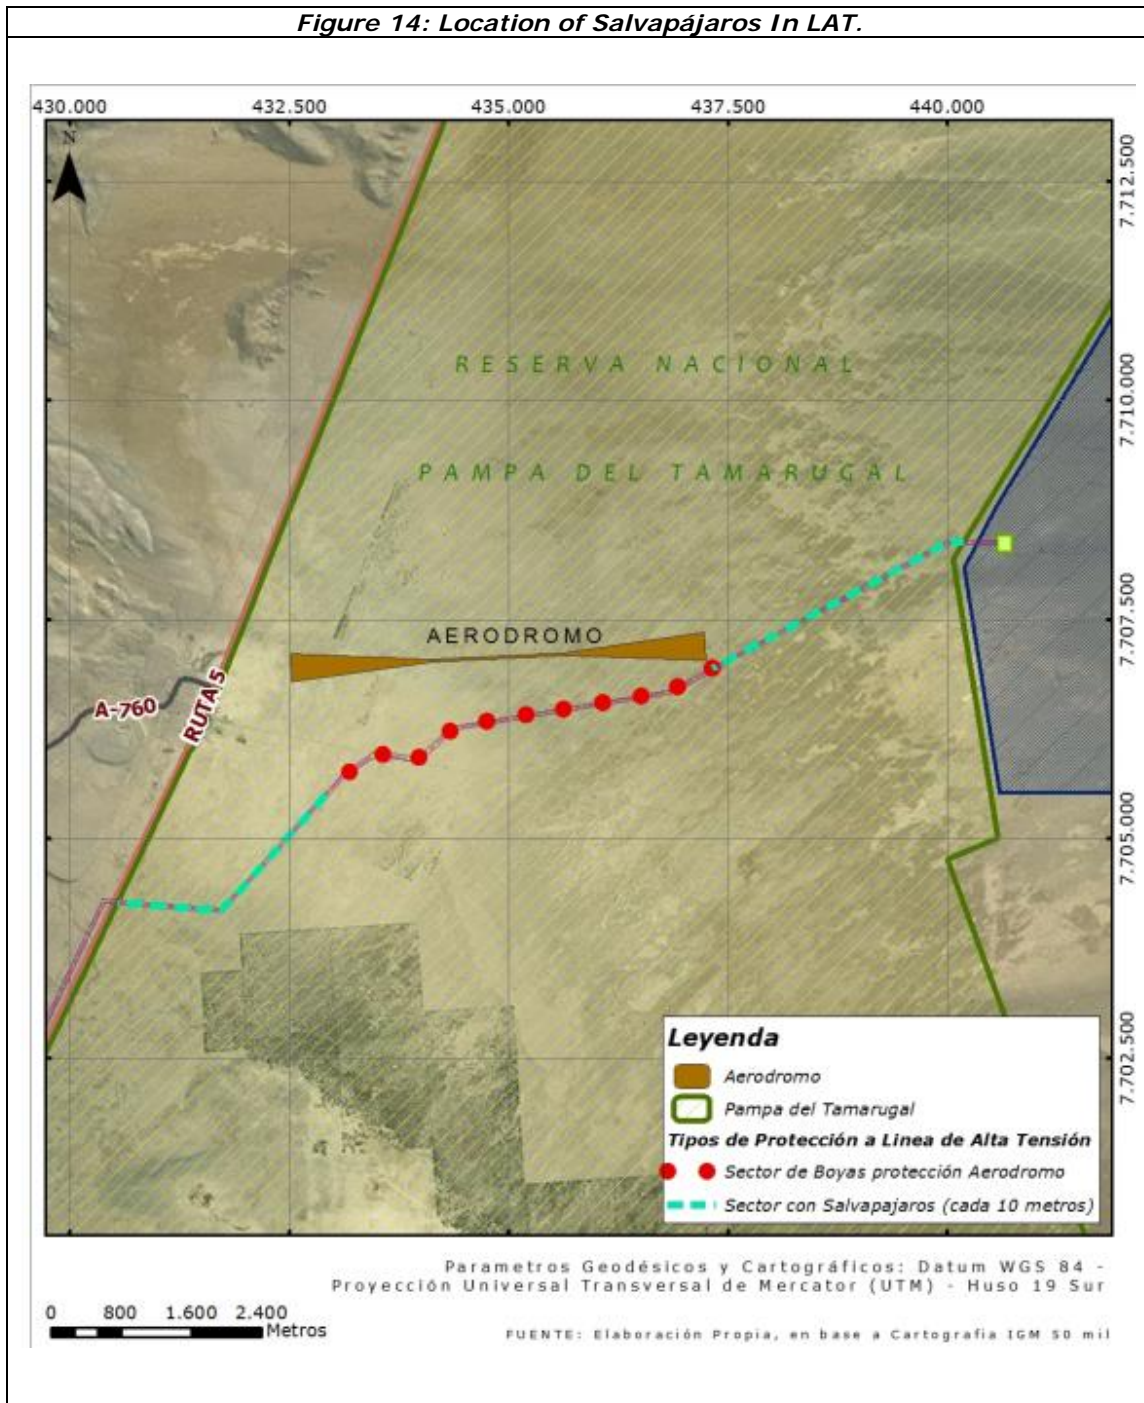 Figure 14: Location of Salvapájaros In LAT.
430.000 432.500 435.000 437.500 440.000
N
7.712.500
RESERVA NACIONAL
7.710.000
PAMPA DEL TAMARUGAL
7.707.500
AERODROMO
A-760
RUTA 5
7.705.000
7.702.500
Leyenda
Aerodromo
Pampa del Tamarugal
Tipos de Protección a Linea de Alta Tensión
Sector de Boyas protección Aerodromo
Sector con Salvapajaros (cada 10 metros)
Parametros Geodésicos y Cartográficos: Datum WGS 84 -
Proyección Universal Transversal de Mercator (UTM) - Huso 19 Sur
0 800 1.600 2.400
Metros
FUENTE: Elaboración Propia, en base a Cartografia IGM 50 mil